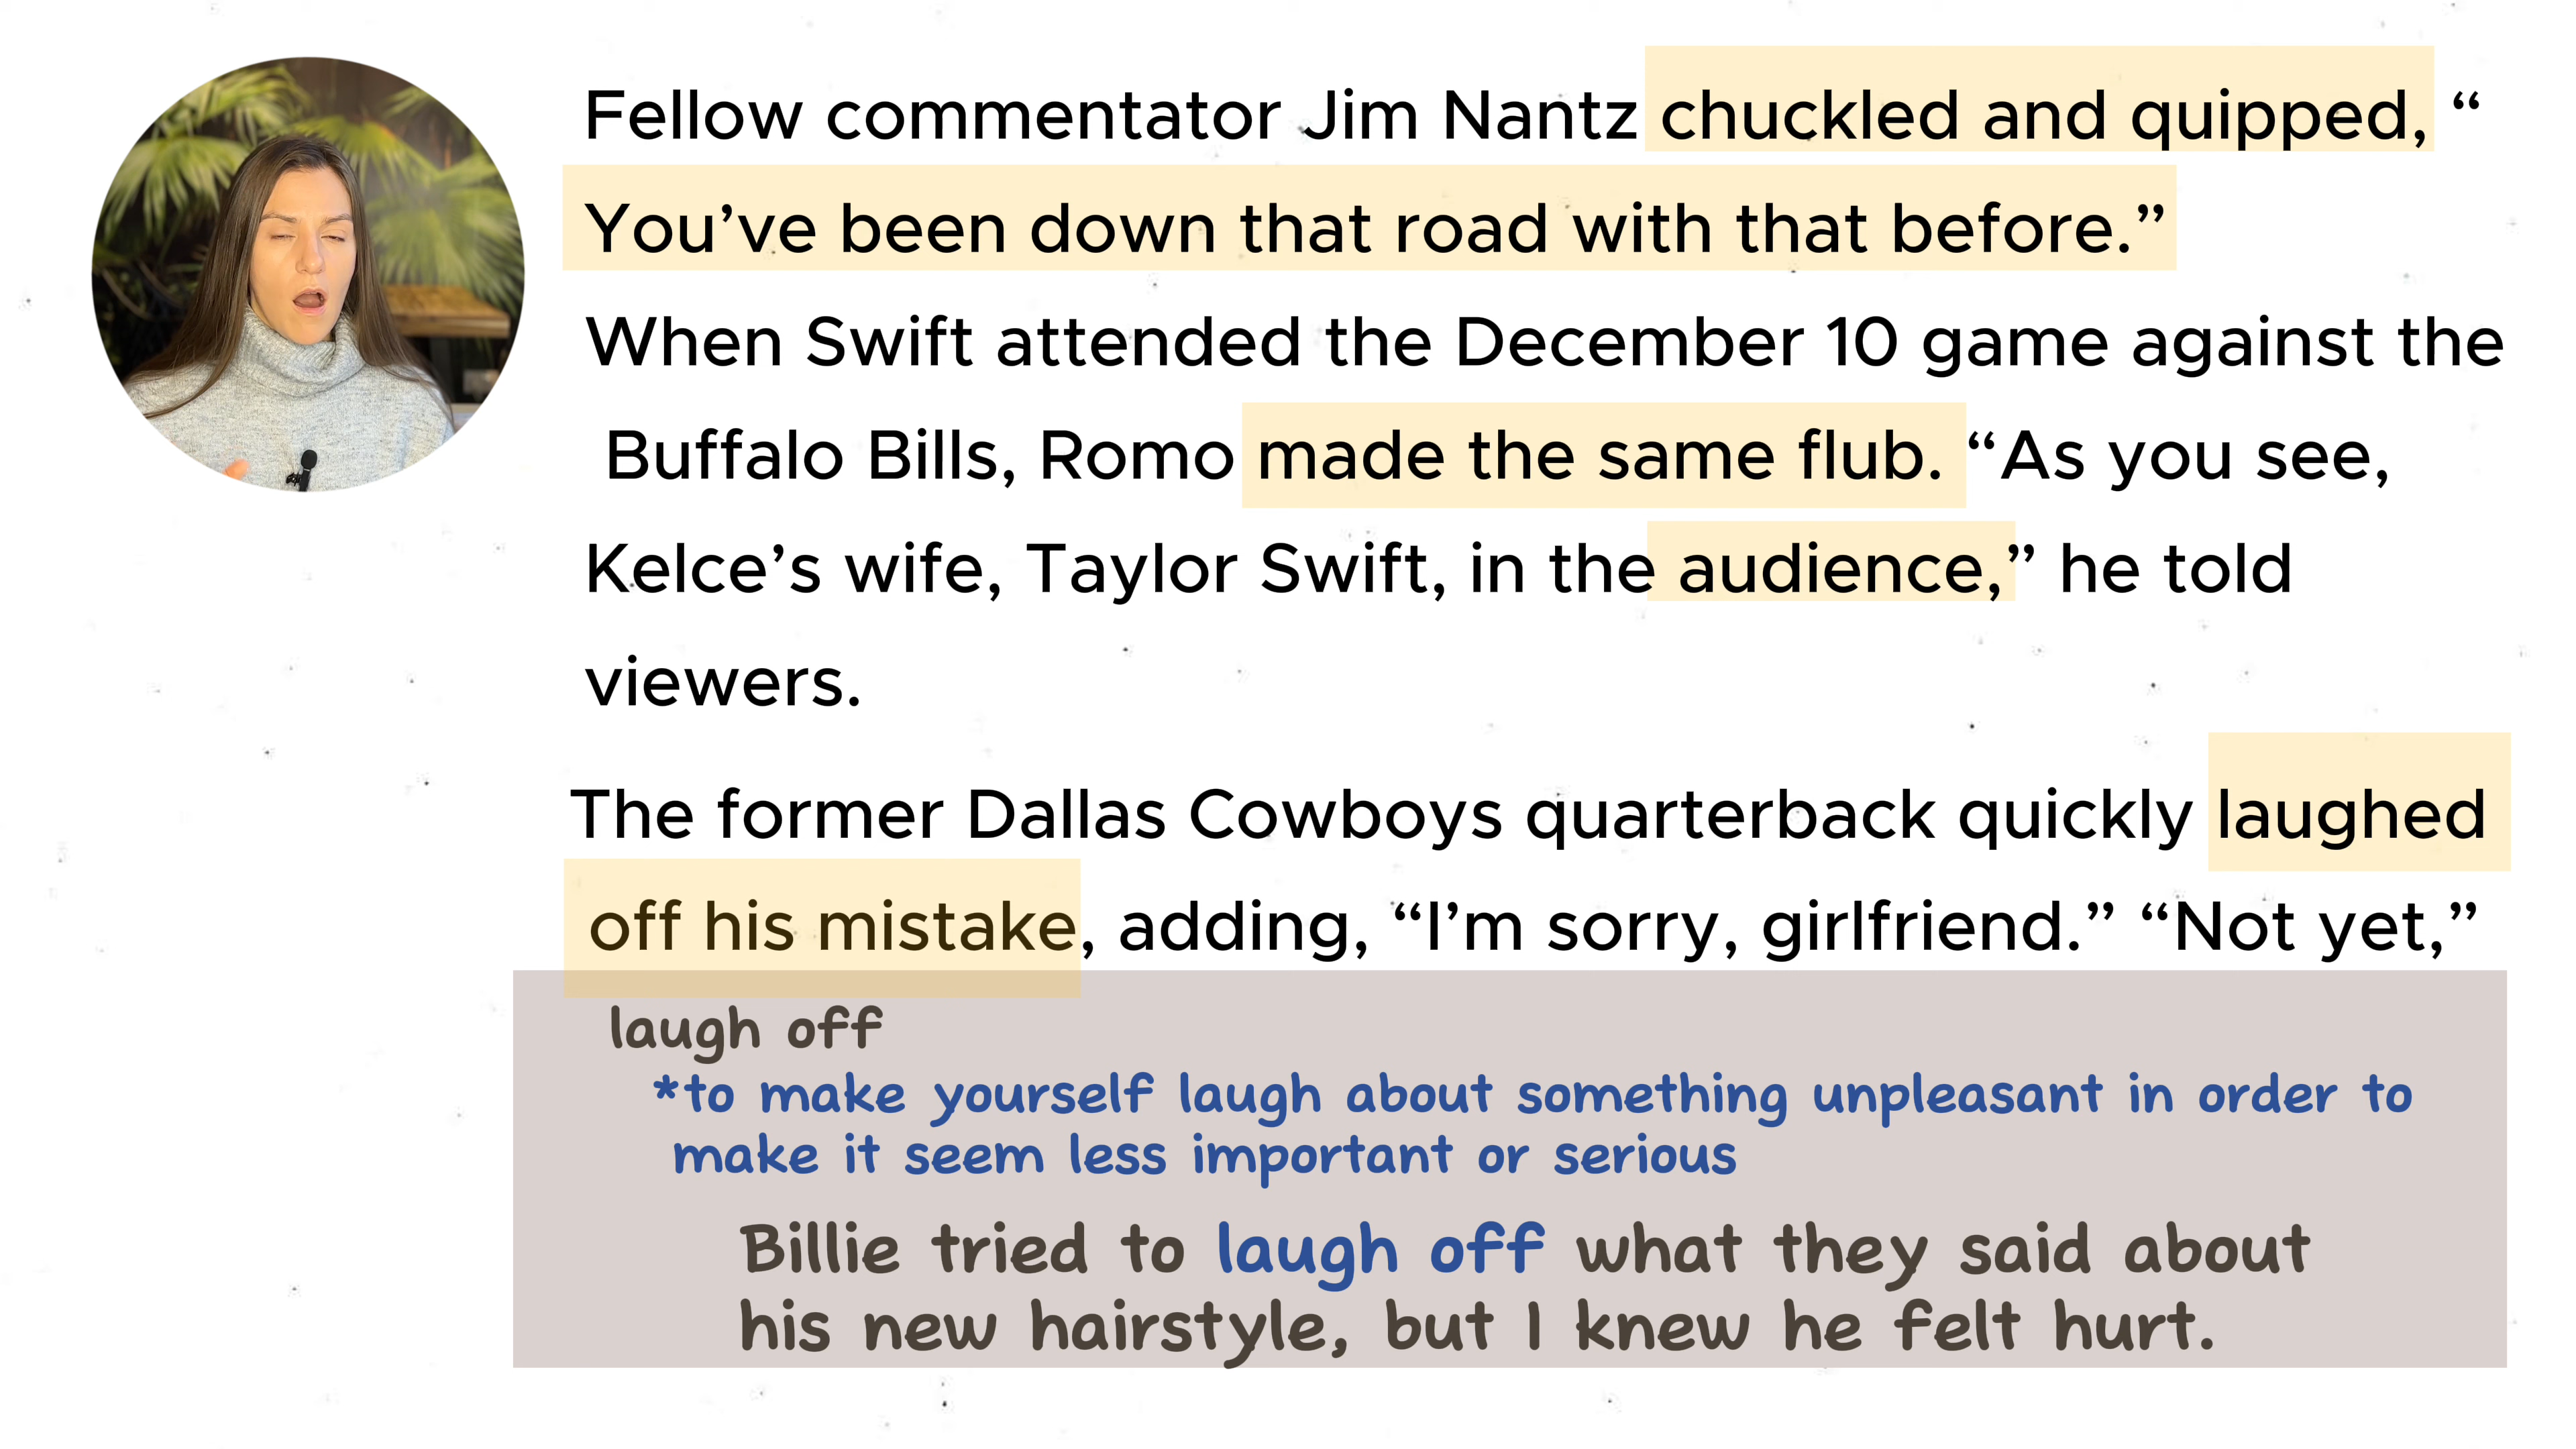 Fellow commentator Jim Nantz chuckled and quipped, “
You’ve been down that road with that before.”
When Swift attended the December 10 game against the
Buffalo Bills, Romo made the same flub. “As you see,
Kelce’s wife, Taylor Swift, in the audience,” he told
viewers.
The former Dallas Cowboys quarterback quickly laughed
off his mistake, adding, “I’m sorry, girlfriend.” “Not yet,”
laugh off
*to make yourself laugh about something unpleasant in order to
make it seem less important or serious
Billie tried to laugh off what they said about
his new hairstyle, but I knew he felt hurt.